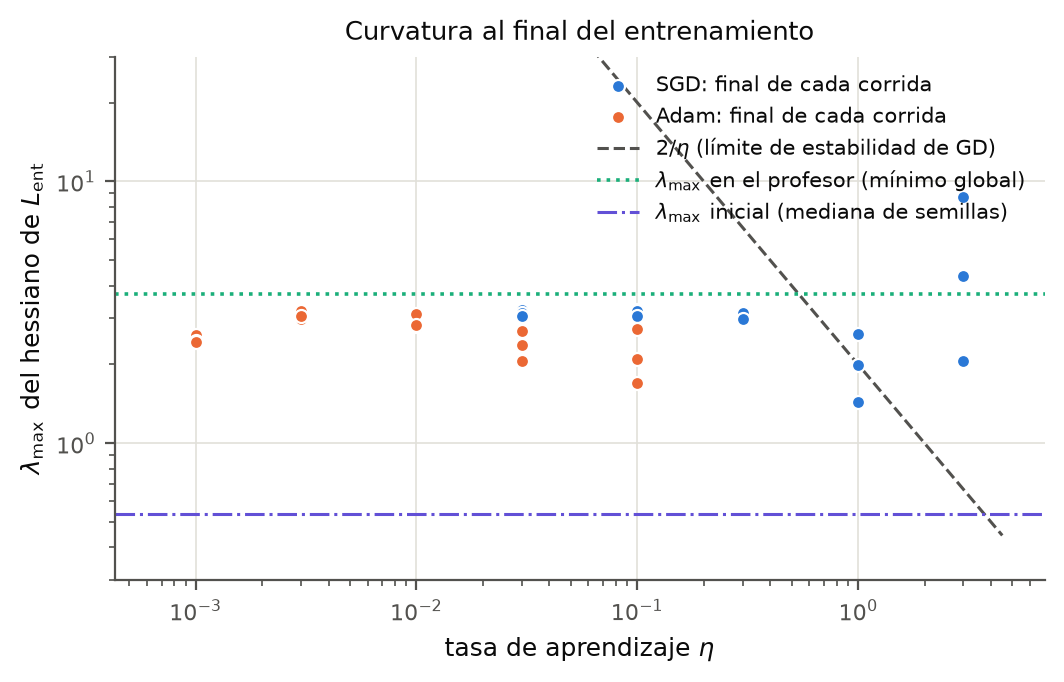 Curvatura al final del entrenamiento
SGD: final de cada corrida
Adam: final de cada corrida
2/η (límite de estabilidad de GD)
λmax en el profesor (mínimo global)
λmax inicial (mediana de semillas)
λmax del hessiano de Lent
10¹
10⁰
10⁻³ 10⁻² 10⁻¹ 10⁰
tasa de aprendizaje η